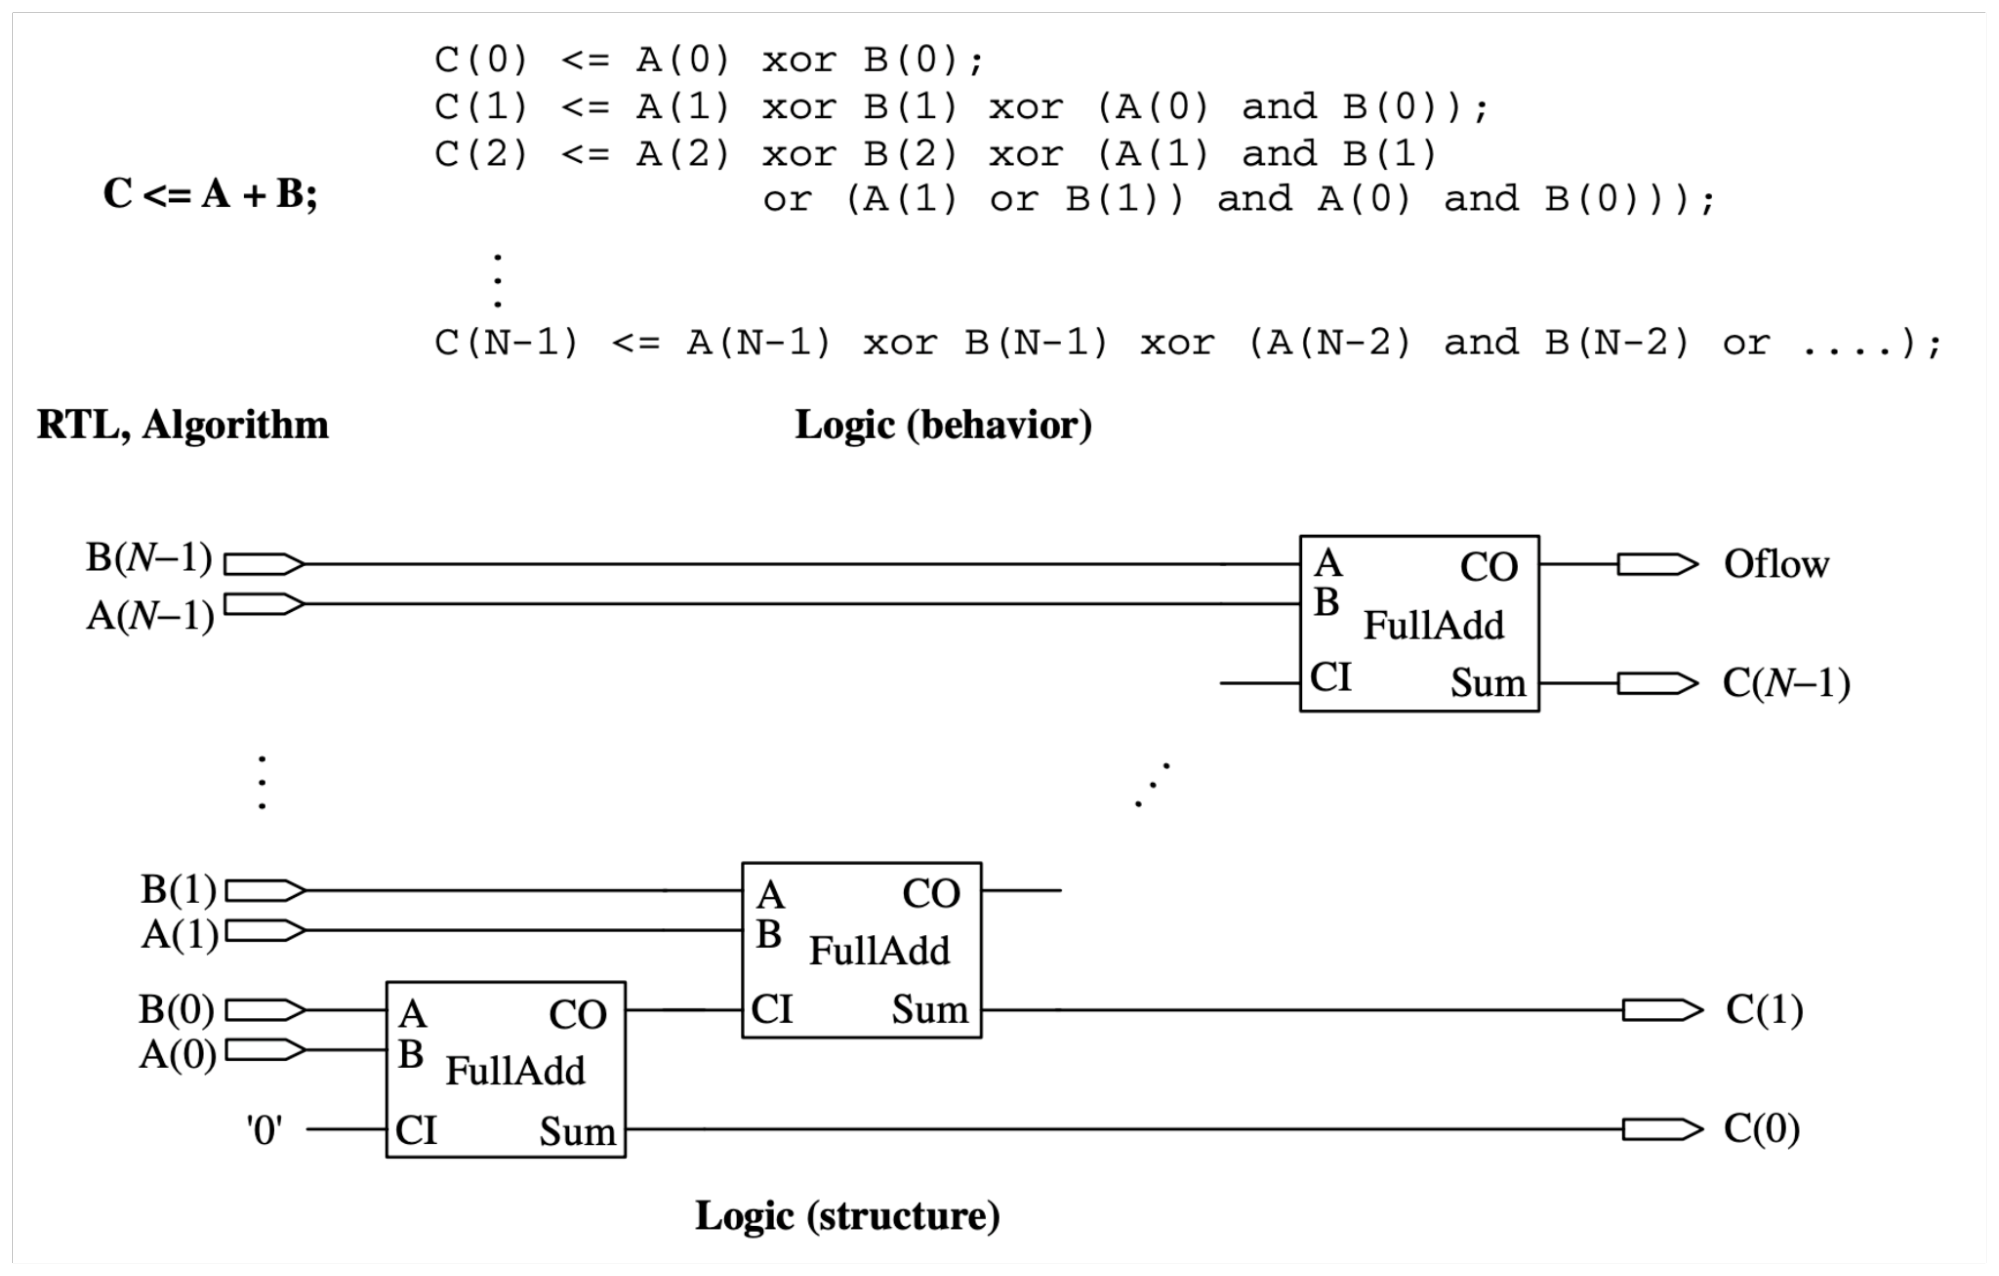 C(0) <= A(0) xor B(0);
C(1) <= A(1) xor B(1) xor (A(0) and B(0));
C(2) <= A(2) xor B(2) xor (A(1) and B(1)
C <= A + B;
or (A(1) or B(1)) and A(0) and B(0)));
C(N-1) <= A(N-1) xor B(N-1) xor (A(N-2) and B(N-2) or ....);
RTL, Algorithm
Logic (behavior)
B(N–1)
A(N–1)
A
CO
B
FullAdd
CI
Sum
Oflow
C(N–1)
B(1)
A(1)
A
CO
B
FullAdd
CI
Sum
C(1)
B(0)
A(0)
'0'
A
CO
B
FullAdd
CI
Sum
C(0)
Logic (structure)